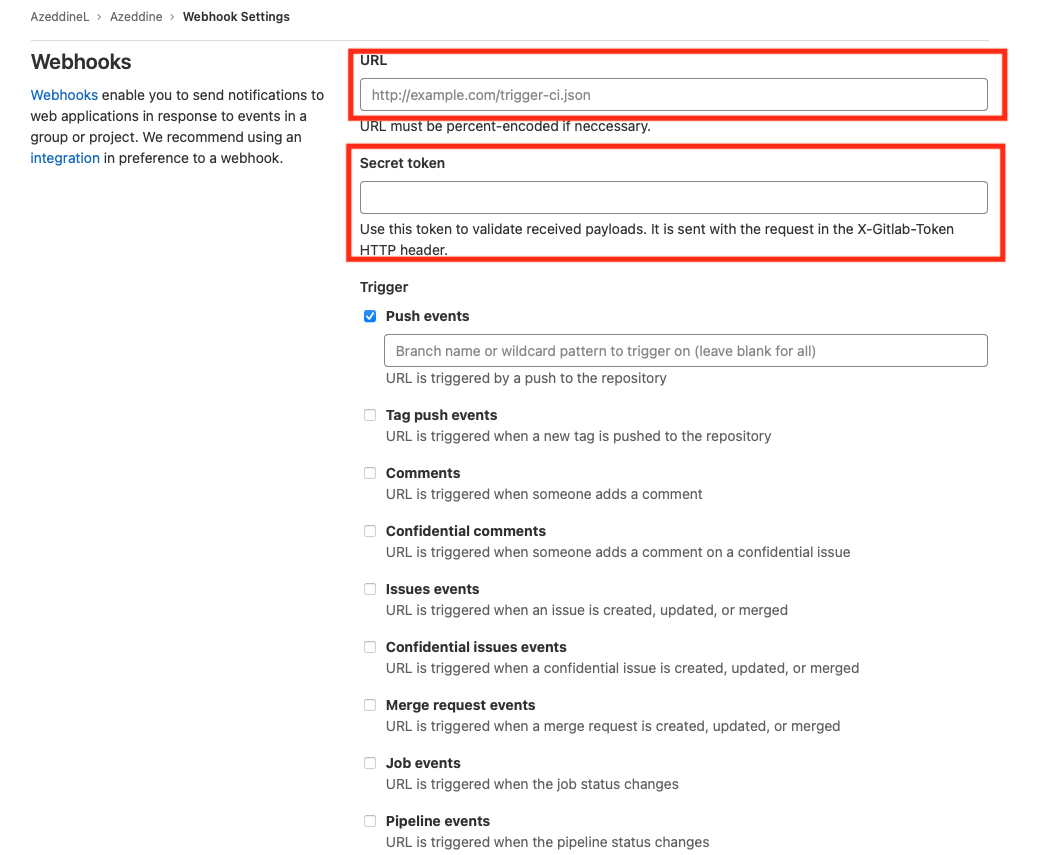 AzeddineL › Azeddine › Webhook Settings
Webhooks
Webhooks enable you to send notifications to
web applications in response to events in a
group or project. We recommend using an
integration in preference to a webhook.
URL
http://example.com/trigger-ci.json
URL must be percent-encoded if neccessary.
Secret token
Use this token to validate received payloads. It is sent with the request in the X-Gitlab-Token
HTTP header.
Trigger
Push events
Branch name or wildcard pattern to trigger on (leave blank for all)
URL is triggered by a push to the repository
Tag push events
URL is triggered when a new tag is pushed to the repository
Comments
URL is triggered when someone adds a comment
Confidential comments
URL is triggered when someone adds a comment on a confidential issue
Issues events
URL is triggered when an issue is created, updated, or merged
Confidential issues events
URL is triggered when a confidential issue is created, updated, or merged
Merge request events
URL is triggered when a merge request is created, updated, or merged
Job events
URL is triggered when the job status changes
Pipeline events
URL is triggered when the pipeline status changes